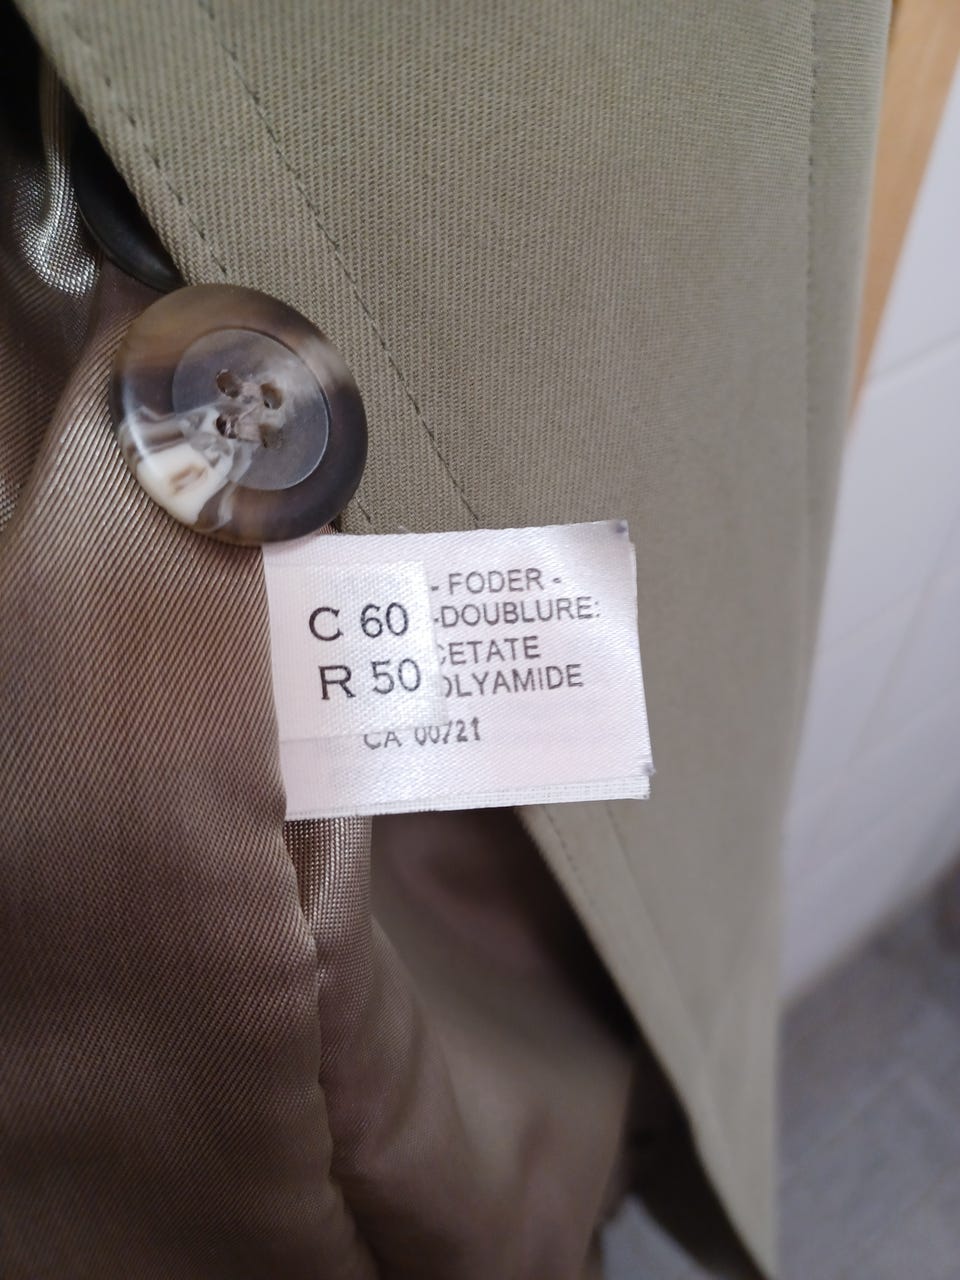 C 60
R 50
- FODER -
-DOUBLURE:
CETATE
OLYAMIDE
CA 00721